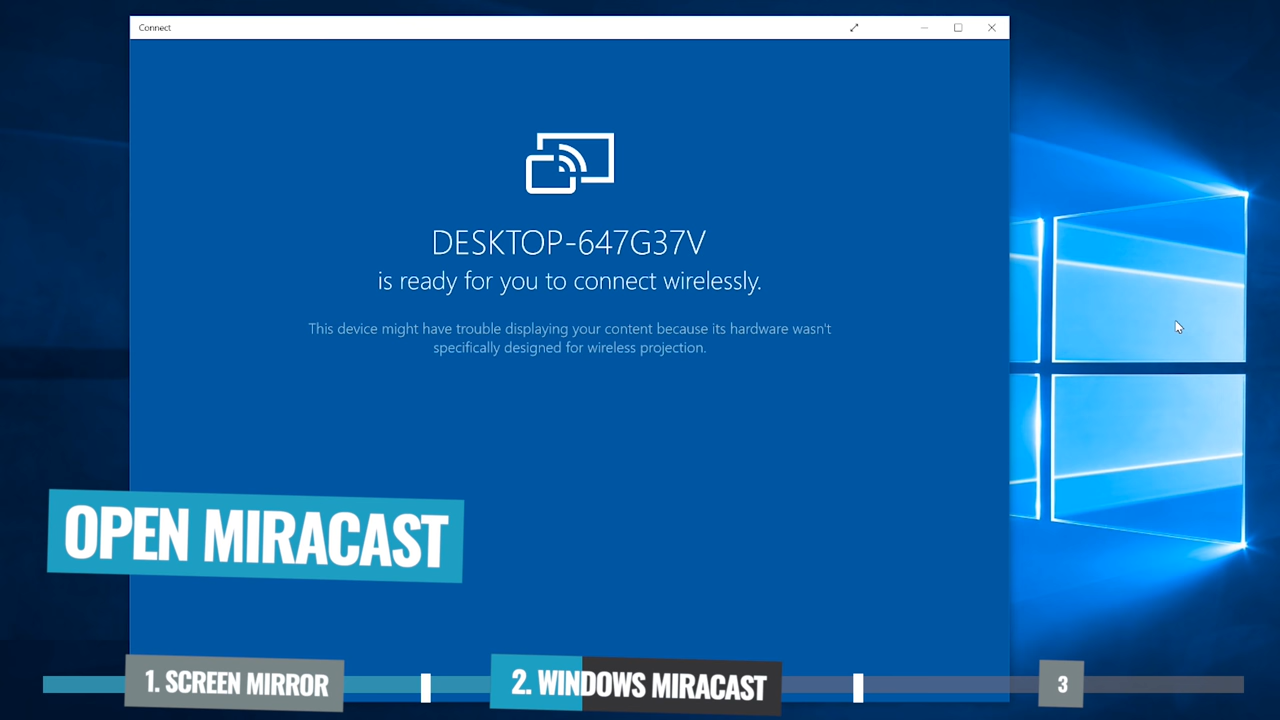 Connect
DESKTOP-647G37V
is ready for you to connect wirelessly.
This device might have trouble displaying your content because its hardware wasn't
specifically designed for wireless projection.
OPEN MIRACAST
1. SCREEN MIRROR
2. WINDOWS MIRACAST
3